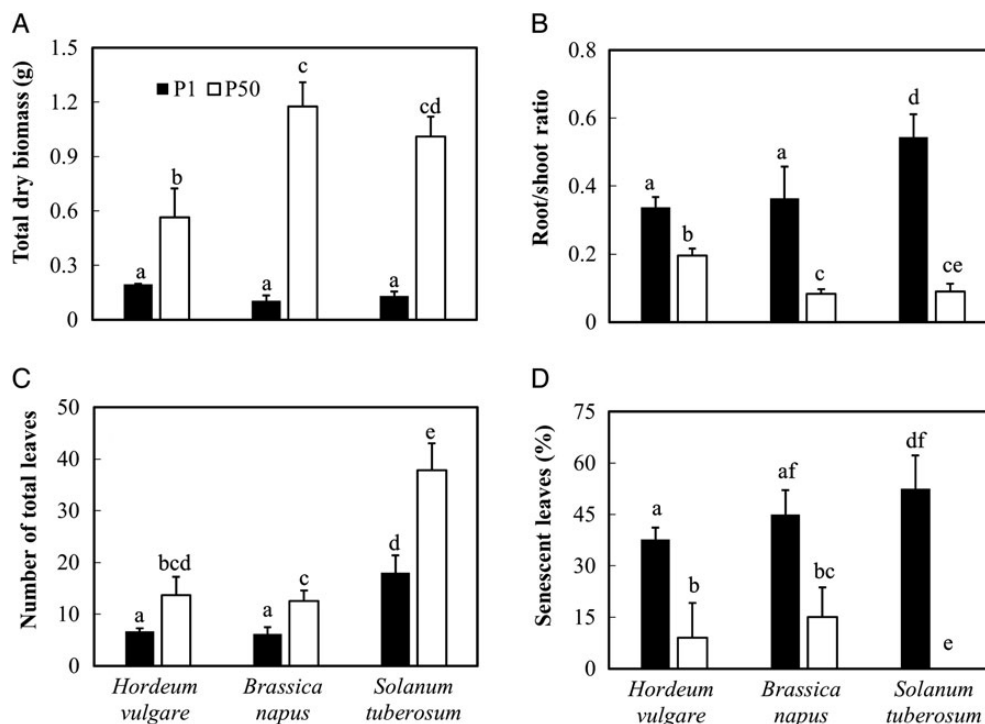 A
Total dry biomass (g)
1.5
1.2
0.9
0.6
0.3
0
P1 P50
a b a c a cd
B
Root/shoot ratio
0.8
0.6
0.4
0.2
0
a b a c d ce
C
Number of total leaves
50
40
30
20
10
0
a bcd a c d e
Hordeum vulgare
Brassica napus
Solanum tuberosum
D
Senescent leaves (%)
75
60
45
30
15
0
a b af bc df e
Hordeum vulgare
Brassica napus
Solanum tuberosum